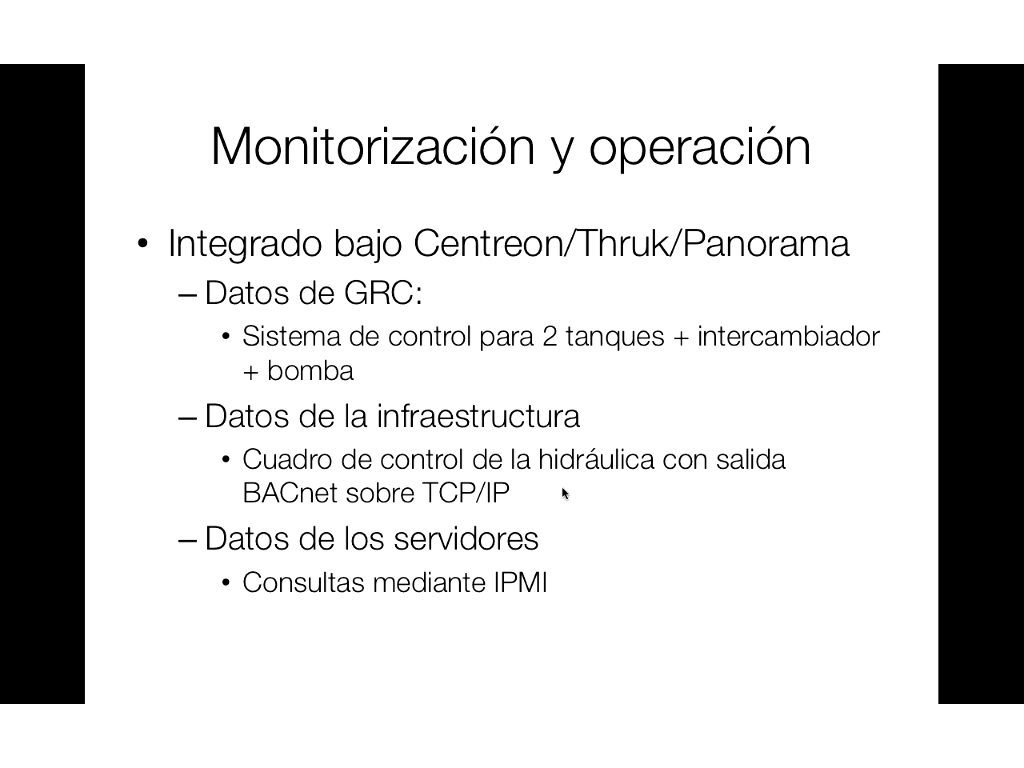 Monitorización y operación
• Integrado bajo Centreon/Thruk/Panorama
– Datos de GRC:
• Sistema de control para 2 tanques + intercambiador
+ bomba
– Datos de la infraestructura
• Cuadro de control de la hidráulica con salida
BACnet sobre TCP/IP
– Datos de los servidores
• Consultas mediante IPMI